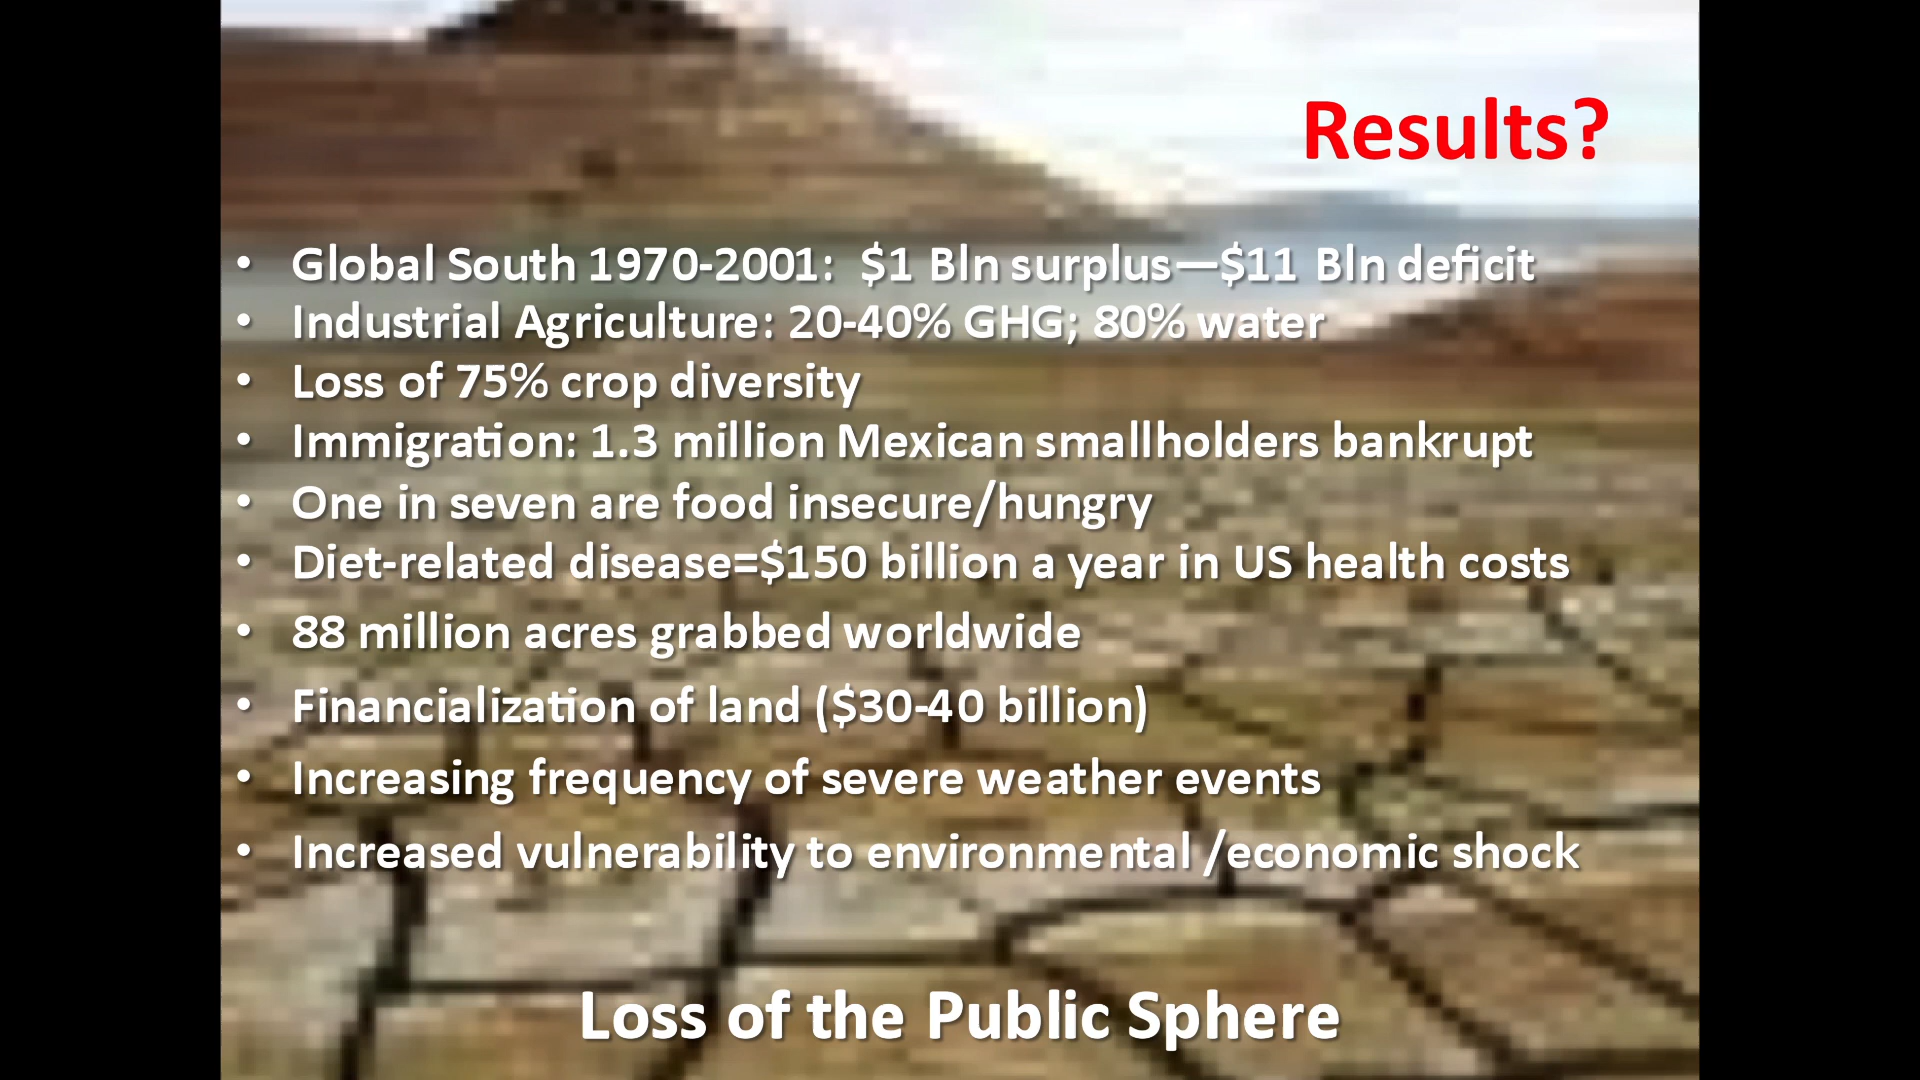 Results?
• Global South 1970-2001:  $1 Bln surplus—$11 Bln deficit
• Industrial Agriculture: 20-40% GHG; 80% water
• Loss of 75% crop diversity
• Immigration: 1.3 million Mexican smallholders bankrupt
• One in seven are food insecure/hungry
• Diet-related disease=$150 billion a year in US health costs
• 88 million acres grabbed worldwide
• Financialization of land ($30-40 billion)
• Increasing frequency of severe weather events
• Increased vulnerability to environmental /economic shock
Loss of the Public Sphere